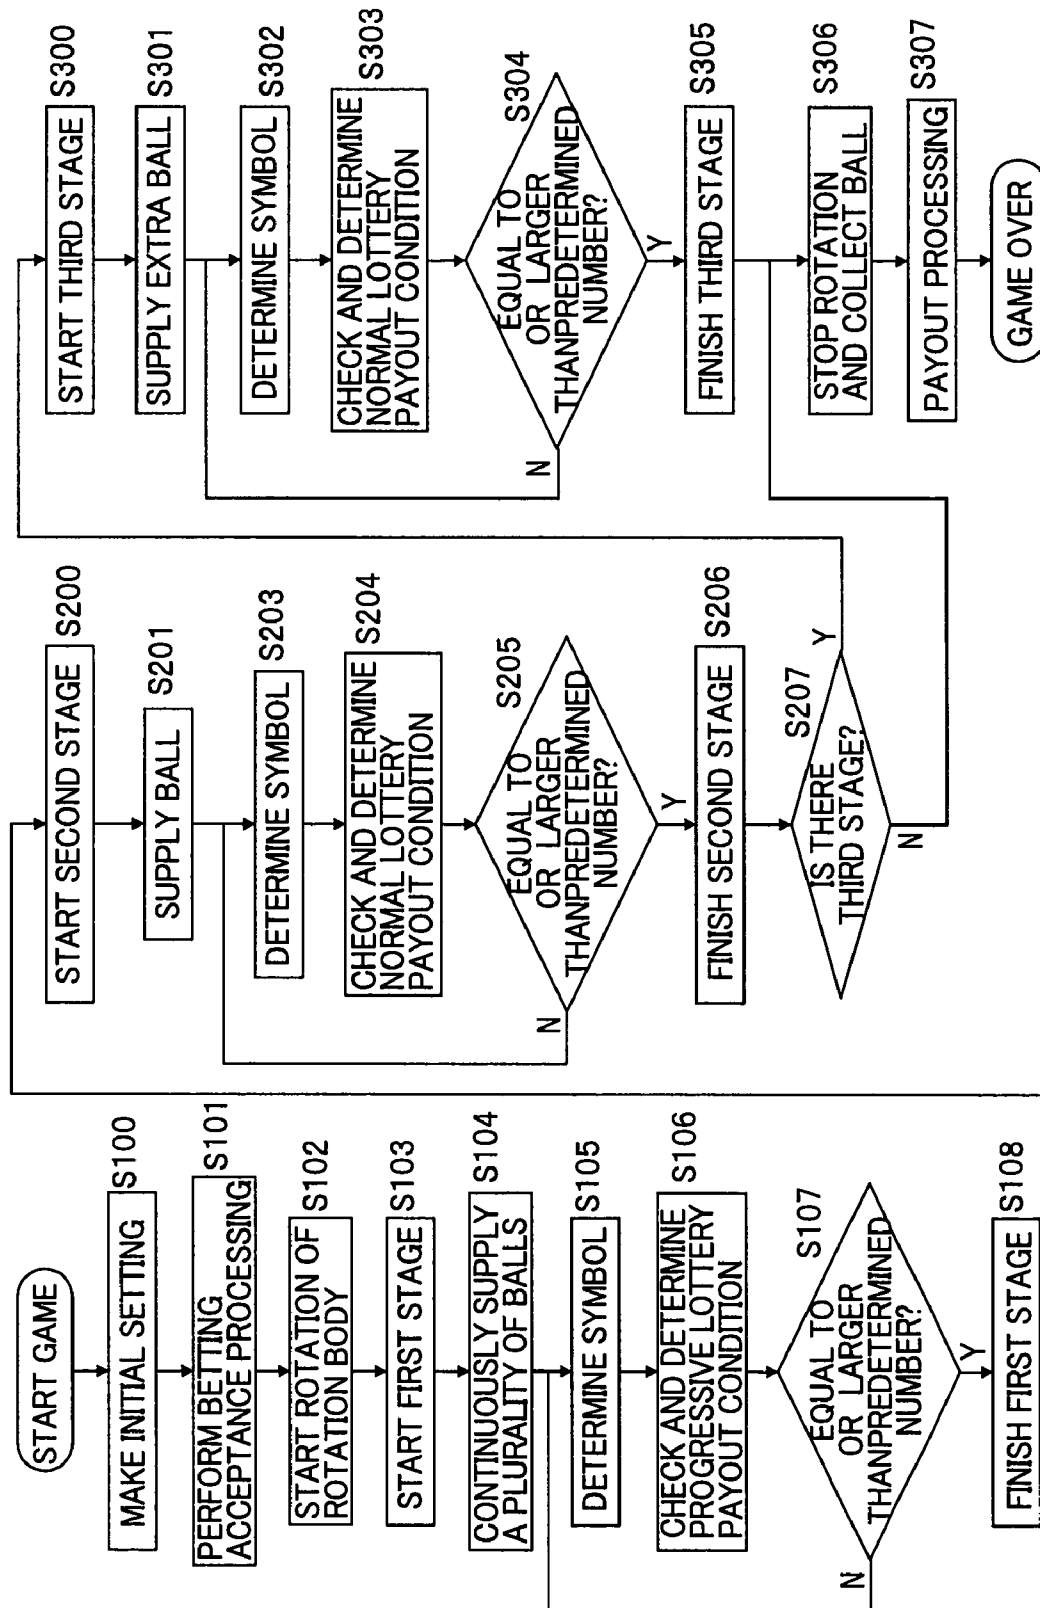 START GAME
MAKE INITIAL SETTING
S100
PERFORM BETTING
ACCEPTANCE PROCESSING
S101
START ROTATION OF
ROTATION BODY
S102
START FIRST STAGE
S103
CONTINUOUSLY SUPPLY
A PLURALITY OF BALLS
S104
DETERMINE SYMBOL
S105
CHECK AND DETERMINE
PROGRESSIVE LOTTERY
PAYOUT CONDITION
S106
EQUAL TO
OR LARGER
THANPREDETERMINED
NUMBER?
S107
N
Y
FINISH FIRST STAGE
S108
START SECOND STAGE
S200
SUPPLY BALL
S201
DETERMINE SYMBOL
S203
CHECK AND DETERMINE
NORMAL LOTTERY
PAYOUT CONDITION
S204
EQUAL TO
OR LARGER
THANPREDETERMINED
NUMBER?
S205
N
Y
FINISH SECOND STAGE
S206
IS THERE
THIRD STAGE?
S207
Y
N
START THIRD STAGE
S300
SUPPLY EXTRA BALL
S301
DETERMINE SYMBOL
S302
CHECK AND DETERMINE
NORMAL LOTTERY
PAYOUT CONDITION
S303
EQUAL TO
OR LARGER
THANPREDETERMINED
NUMBER?
S304
N
Y
FINISH THIRD STAGE
S305
STOP ROTATION
AND COLLECT BALL
S306
PAYOUT PROCESSING
S307
GAME OVER